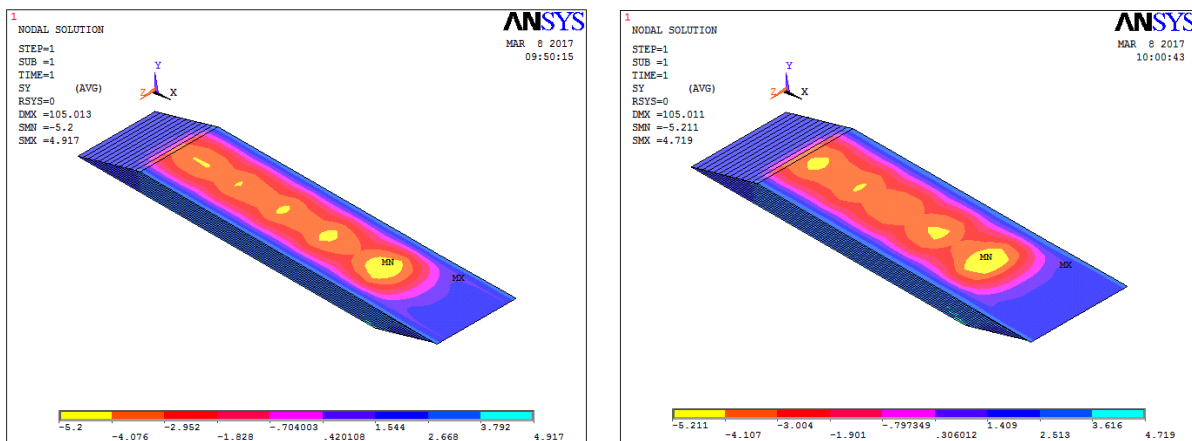 1
ANSYS
NODAL SOLUTION
MAR 8 2017
09:50:15
STEP=1
SUB =1
TIME=1
SY (AVG)
RSYS=0
DMX =105.013
SMN =-5.2
SMX =4.917
Y
Z X
MN
MX
-5.2 -2.952 -.704003 1.544 3.792
-4.076 -1.828 .420108 2.668 4.917
1
ANSYS
NODAL SOLUTION
MAR 8 2017
10:00:43
STEP=1
SUB =1
TIME=1
SY (AVG)
RSYS=0
DMX =105.011
SMN =-5.211
SMX =4.719
Y
Z X
MN
MX
-5.211 -3.004 -.797349 1.409 3.616
-4.107 -1.901 .306012 2.513 4.719